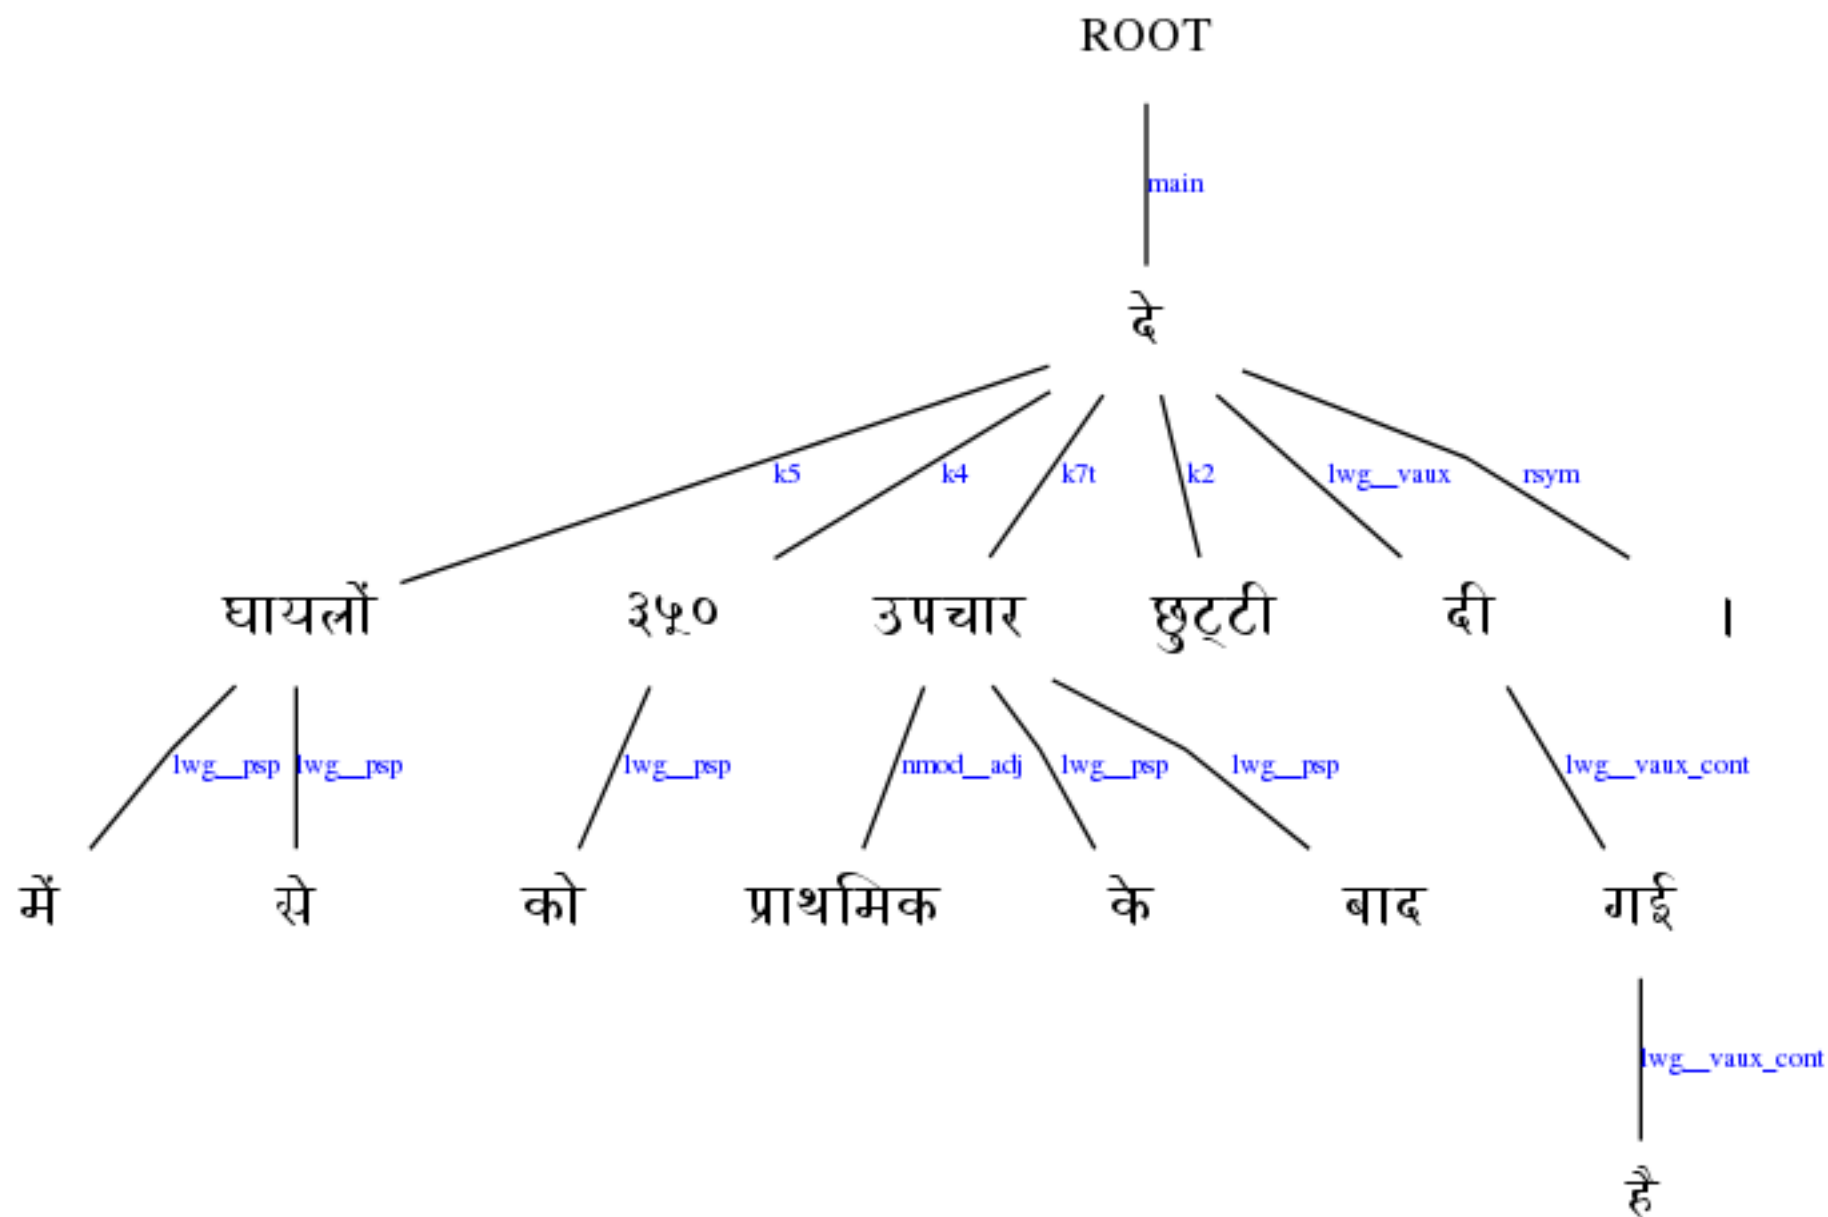 ROOT
main
दे
k5 k4 k7t k2 lwg__vaux rsym
घायलों ३५० उपचार छुट्टी दी ।
lwg__psp lwg__psp lwg__psp nmod__adj lwg__psp lwg__psp lwg__vaux_cont
में से को प्राथमिक के बाद गई
lwg__vaux_cont
है